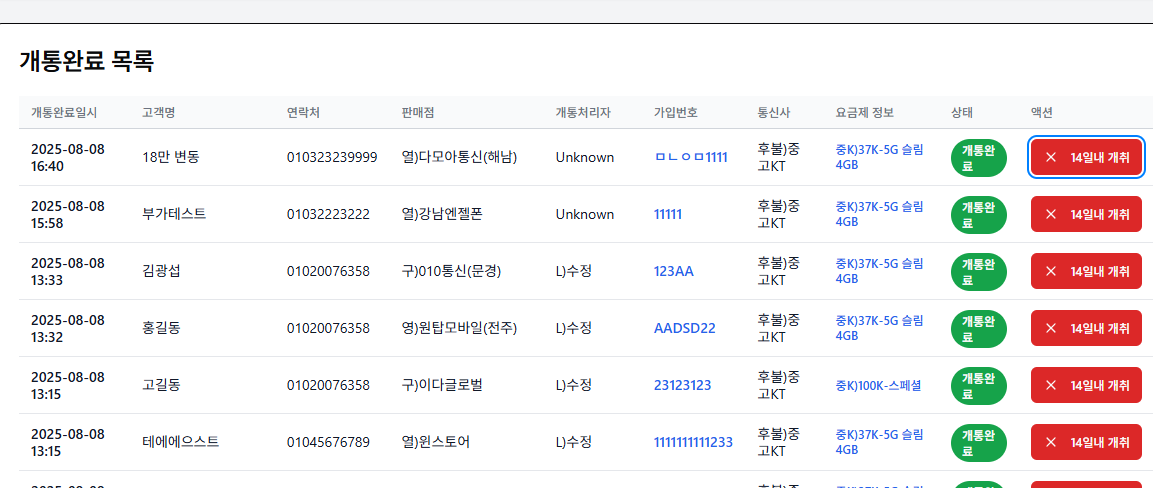 개통완료 목록
개통완료일시 고객명 연락처 판매점 개통처리자 가입번호 통신사 요금제 정보 상태 액션
2025-08-08 16:40 18만 변동 010323239999 열)다모아통신(해남) Unknown ㅁㄴㅇㅁ1111 후불)중고KT 중K)37K-5G 슬림 4GB 개통완료 × 14일내 개취
2025-08-08 15:58 부가테스트 01032223222 열)강남엔젤폰 Unknown 11111 후불)중고KT 중K)37K-5G 슬림 4GB 개통완료 × 14일내 개취
2025-08-08 13:33 김광섭 01020076358 구)010통신(문경) L)수정 123AA 후불)중고KT 중K)37K-5G 슬림 4GB 개통완료 × 14일내 개취
2025-08-08 13:32 홍길동 01020076358 영)원탑모바일(전주) L)수정 AADSD22 후불)중고KT 중K)37K-5G 슬림 4GB 개통완료 × 14일내 개취
2025-08-08 13:15 고길동 01020076358 구)이다글로벌 L)수정 23123123 후불)중고KT 중K)100K-스페셜 개통완료 × 14일내 개취
2025-08-08 13:15 테에에으스트 01045676789 열)윈스토어 L)수정 1111111111233 후불)중고KT 중K)37K-5G 슬림 4GB 개통완료 × 14일내 개취